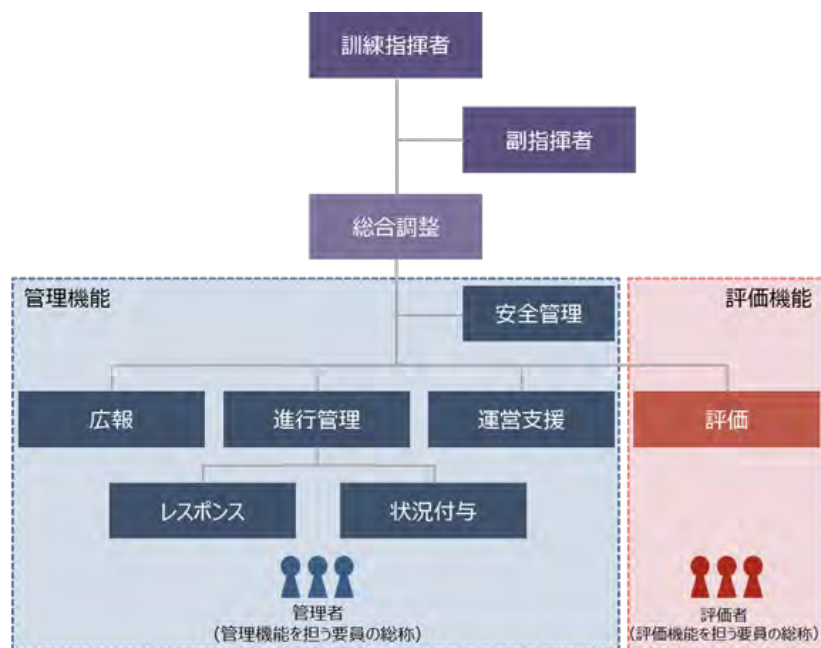 訓練指揮者
副指揮者
総合調整
管理機能
評価機能
安全管理
広報
進行管理
運営支援
評価
レスポンス
状況付与
管理者
(管理機能を担う要員の総称)
評価者
(評価機能を担う要員の総称)